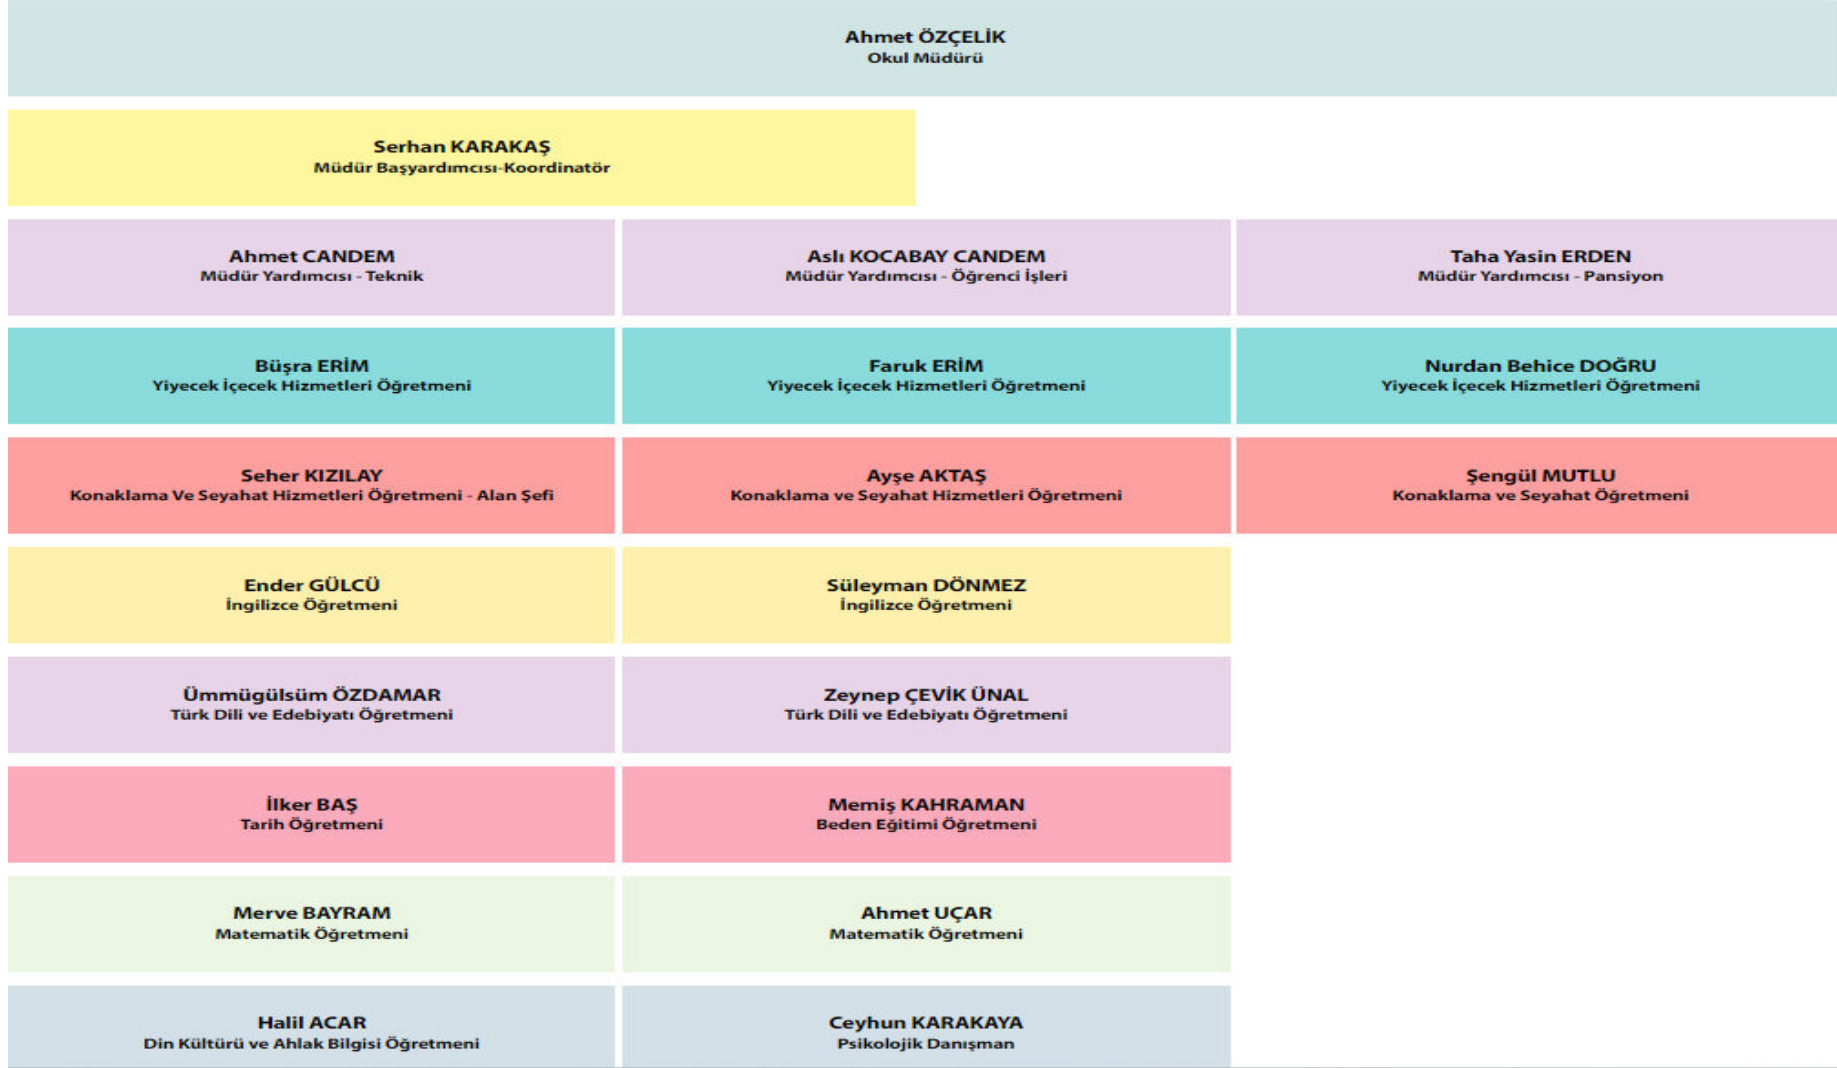 Ahmet ÖZÇELİK
Okul Müdürü
Serhan KARAKAŞ
Müdür Başyardımcısı-Koordinatör
Ahmet CANDEM
Müdür Yardımcısı - Teknik
Aslı KOCABAY CANDEM
Müdür Yardımcısı - Öğrenci İşleri
Taha Yasin ERDEN
Müdür Yardımcısı - Pansiyon
Büşra ERİM
Yiyecek İçecek Hizmetleri Öğretmeni
Faruk ERİM
Yiyecek İçecek Hizmetleri Öğretmeni
Nurdan Behice DOĞRU
Yiyecek İçecek Hizmetleri Öğretmeni
Seher KIZILAY
Konaklama Ve Seyahat Hizmetleri Öğretmeni - Alan Şefi
Ayşe AKTAŞ
Konaklama ve Seyahat Hizmetleri Öğretmeni
Şengül MUTLU
Konaklama ve Seyahat Öğretmeni
Ender GÜLCÜ
İngilizce Öğretmeni
Süleyman DÖNMEZ
İngilizce Öğretmeni
Ümmügülsüm ÖZDAMAR
Türk Dili ve Edebiyatı Öğretmeni
Zeynep ÇEVİK ÜNAL
Türk Dili ve Edebiyatı Öğretmeni
İlker BAŞ
Tarih Öğretmeni
Memiş KAHRAMAN
Beden Eğitimi Öğretmeni
Merve BAYRAM
Matematik Öğretmeni
Ahmet UÇAR
Matematik Öğretmeni
Halil ACAR
Din Kültürü ve Ahlak Bilgisi Öğretmeni
Ceyhun KARAKAYA
Psikolojik Danışman